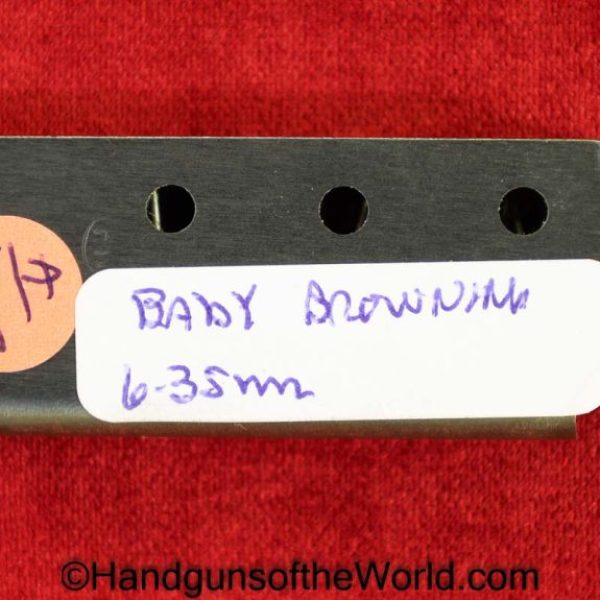 BABY BROWNING
6-35mm
©HandgunsoftheWorld.com